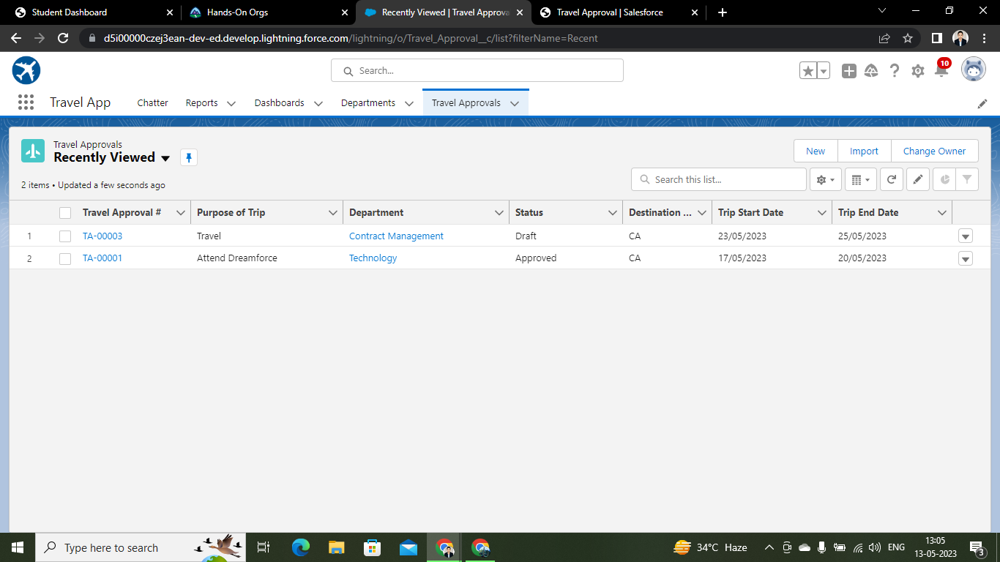 Student Dashboard
Hands-On Orgs
Recently Viewed | Travel Approva
Travel Approval | Salesforce
d5i00000czej3ean-dev-ed.develop.lightning.force.com/lightning/o/Travel_Approval__c/list?filterName=Recent
Search...
10
Travel App Chatter Reports Dashboards Departments Travel Approvals
Travel Approvals
Recently Viewed
New Import Change Owner
2 items • Updated a few seconds ago
Search this list...
Travel Approval # Purpose of Trip Department Status Destination ... Trip Start Date Trip End Date
1 TA-00003 Travel Contract Management Draft CA 23/05/2023 25/05/2023
2 TA-00001 Attend Dreamforce Technology Approved CA 17/05/2023 20/05/2023
Type here to search
34°C Haze
ENG
13:05
13-05-2023
3